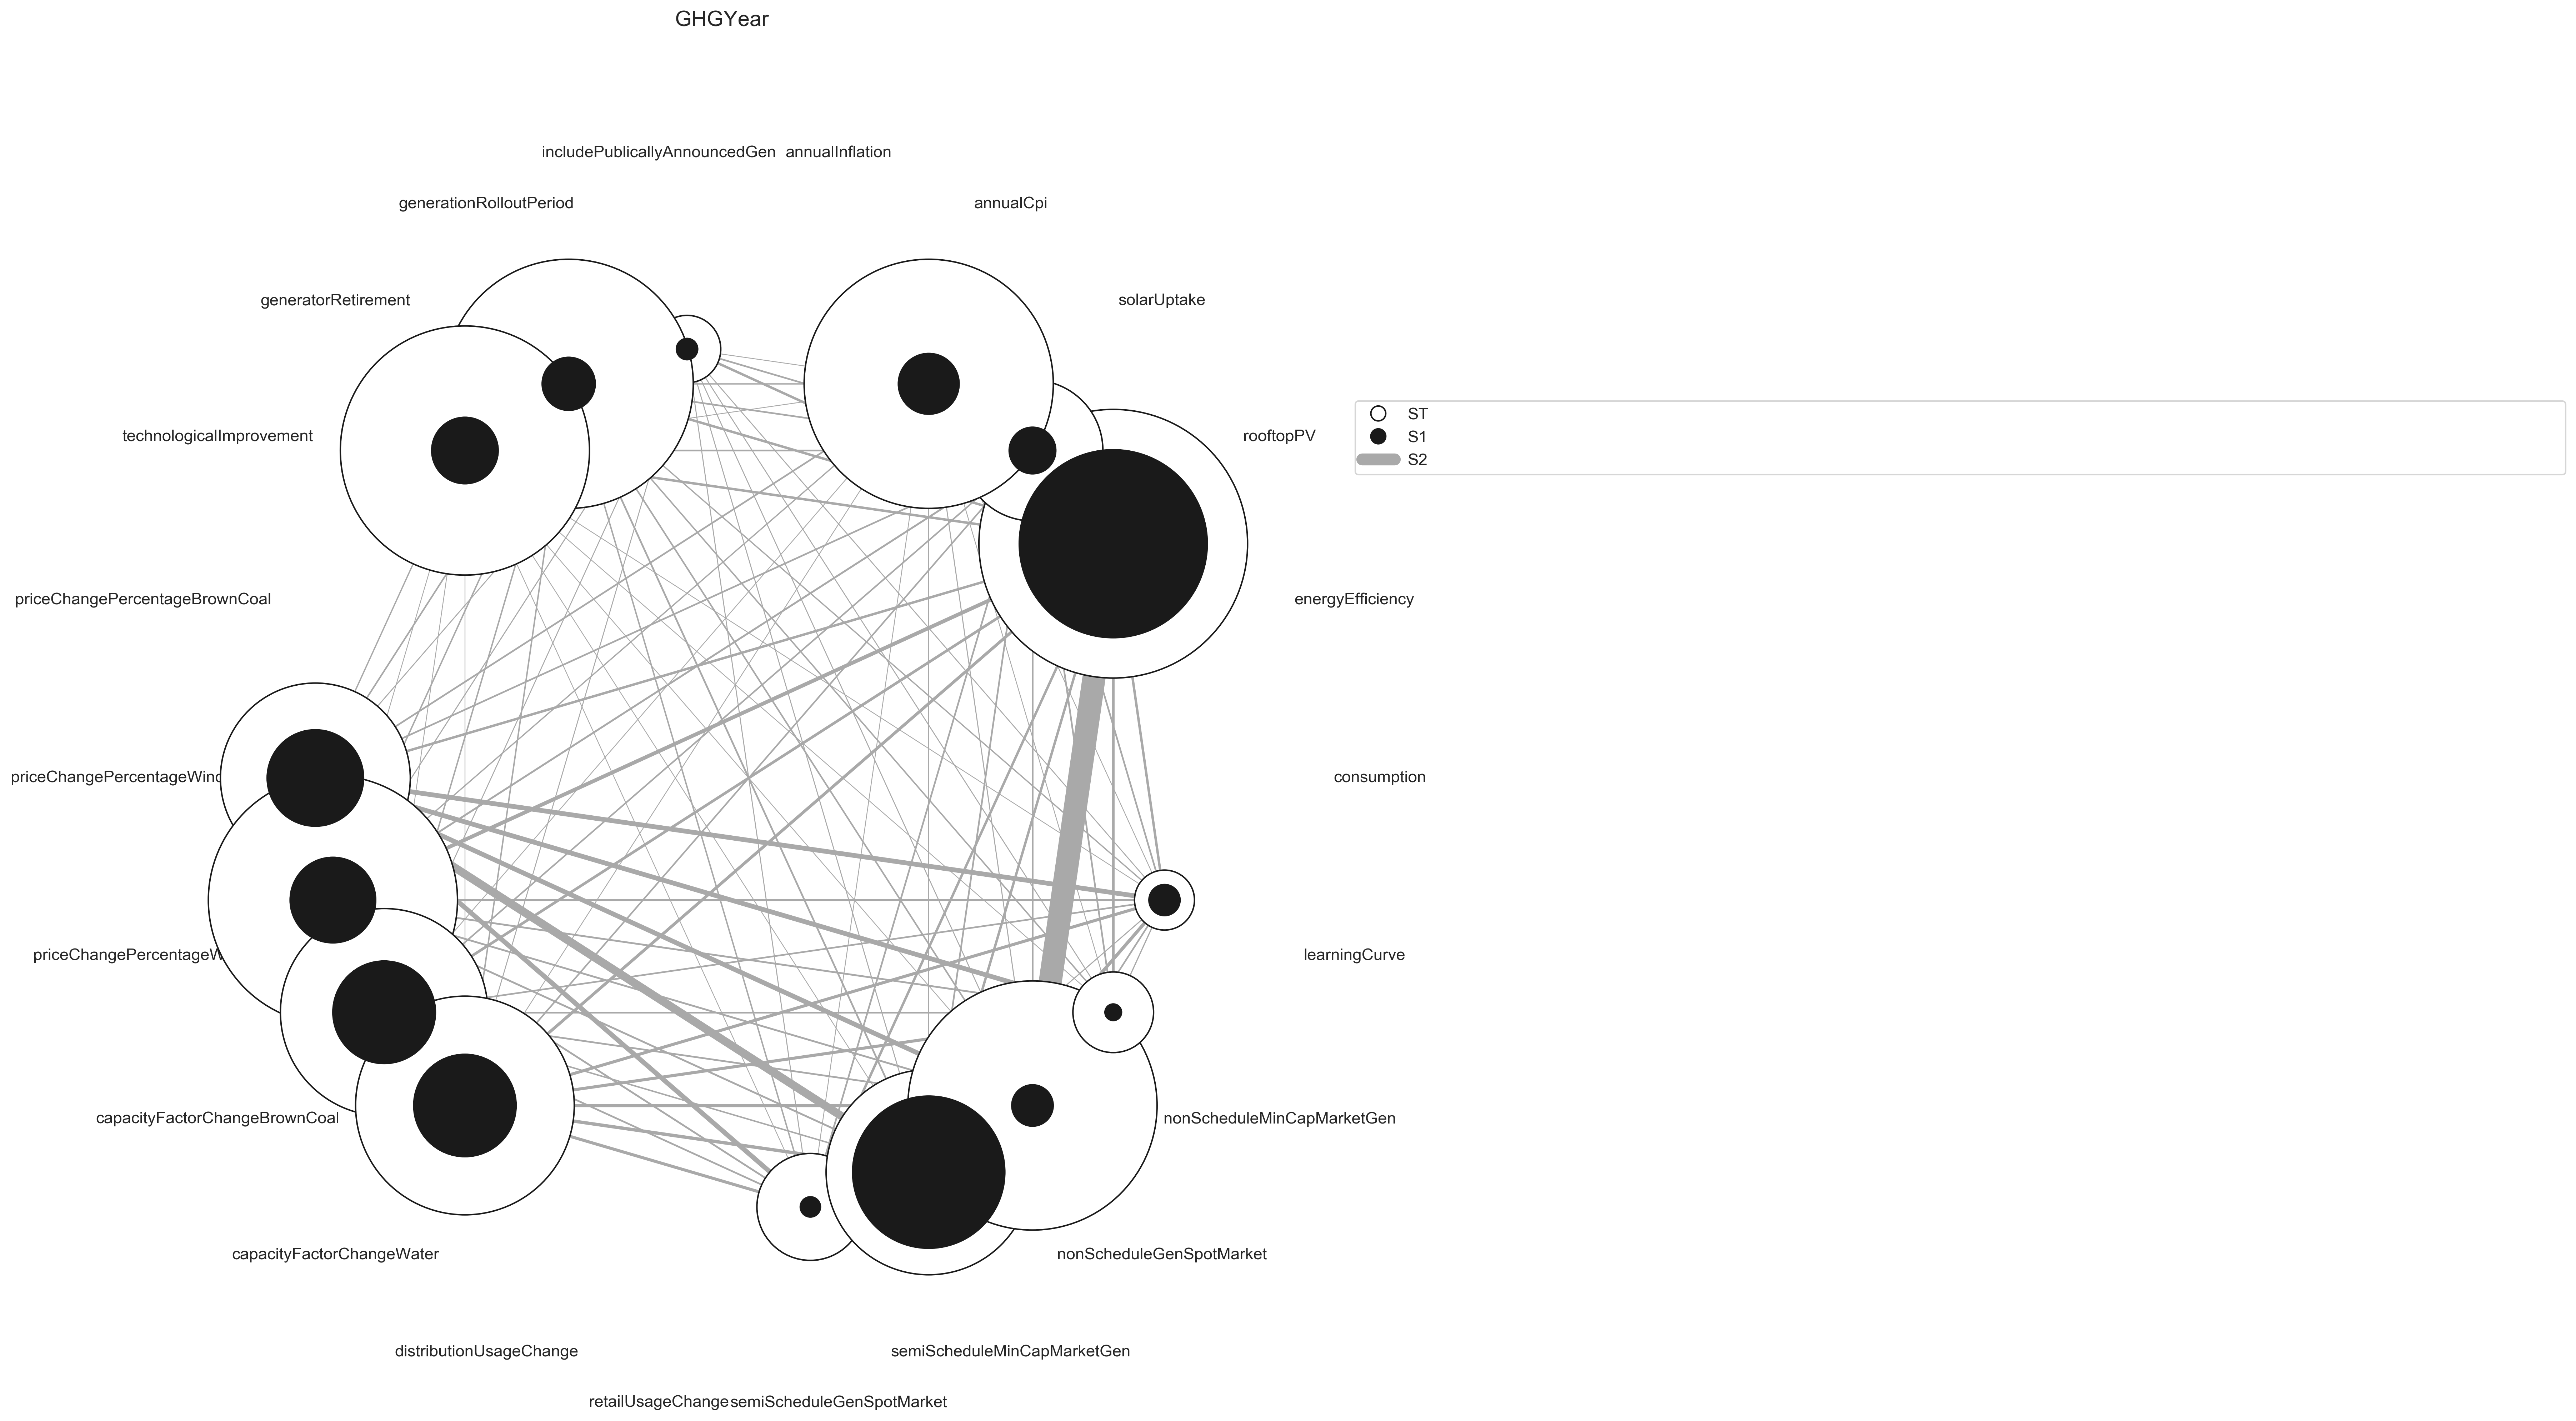 GHGYear
includePublicallyAnnouncedGen
annualInflation
generationRolloutPeriod
annualCpi
generatorRetirement
solarUptake
technologicalImprovement
rooftopPV
ST
S1
S2
priceChangePercentageBrownCoal
energyEfficiency
priceChangePercentageWin
consumption
priceChangePercentageW
learningCurve
capacityFactorChangeBrownCoal
nonScheduleMinCapMarketGen
capacityFactorChangeWater
nonScheduleGenSpotMarket
distributionUsageChange
semiScheduleMinCapMarketGen
retailUsageChange
semiScheduleGenSpotMarket